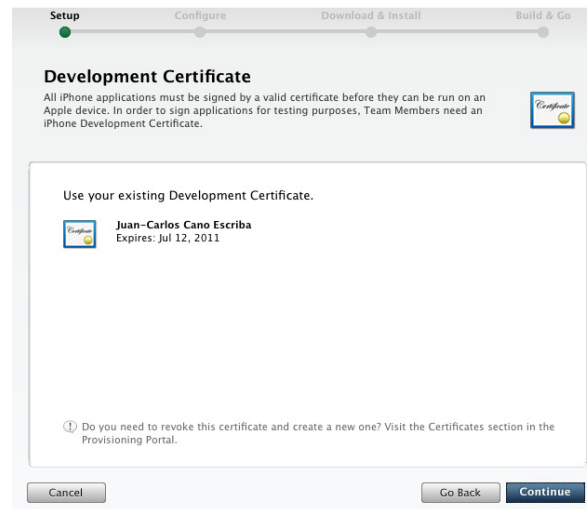 Setup Configure Download & Install Build & Go
Development Certificate
All iPhone applications must be signed by a valid certificate before they can be run on an
Apple device. In order to sign applications for testing purposes, Team Members need an
iPhone Development Certificate.
Certificate
Use your existing Development Certificate.
Certificate
Juan-Carlos Cano Escriba
Expires: Jul 12, 2011
Do you need to revoke this certificate and create a new one? Visit the Certificates section in the
Provisioning Portal.
Cancel Go Back Continue